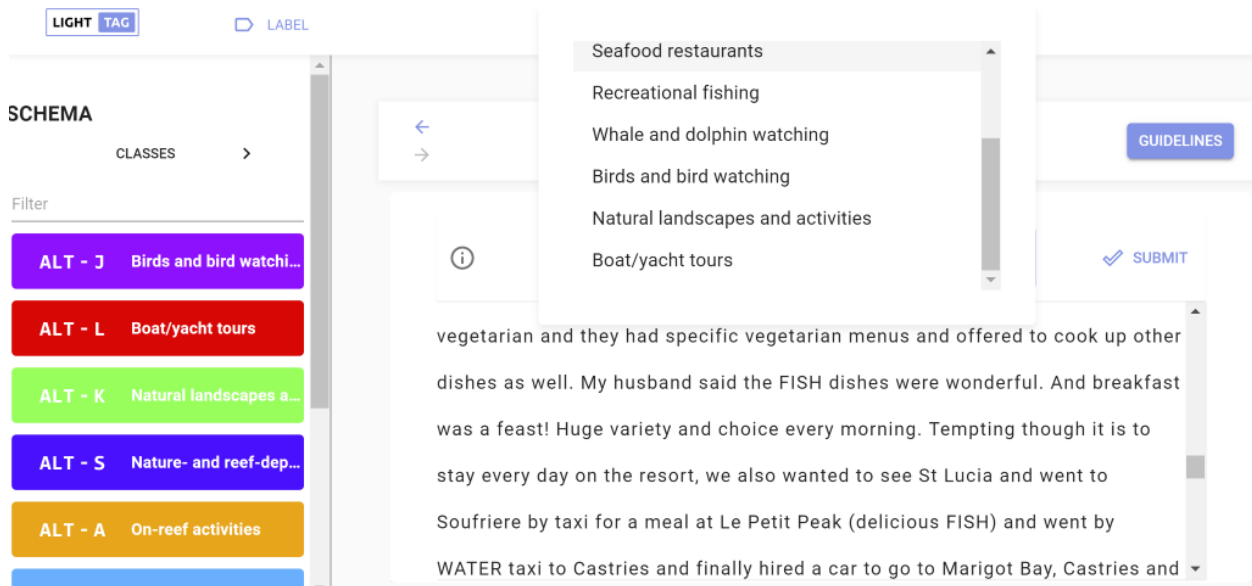 LIGHT TAG
LABEL
SCHEMA
CLASSES
Filter
ALT - J Birds and bird watchi...
ALT - L Boat/yacht tours
ALT - K Natural landscapes a...
ALT - S Nature- and reef-dep...
ALT - A On-reef activities
Seafood restaurants
Recreational fishing
Whale and dolphin watching
Birds and bird watching
Natural landscapes and activities
Boat/yacht tours
GUIDELINES
SUBMIT
vegetarian and they had specific vegetarian menus and offered to cook up other
dishes as well. My husband said the FISH dishes were wonderful. And breakfast
was a feast! Huge variety and choice every morning. Tempting though it is to
stay every day on the resort, we also wanted to see St Lucia and went to
Soufriere by taxi for a meal at Le Petit Peak (delicious FISH) and went by
WATER taxi to Castries and finally hired a car to go to Marigot Bay, Castries and